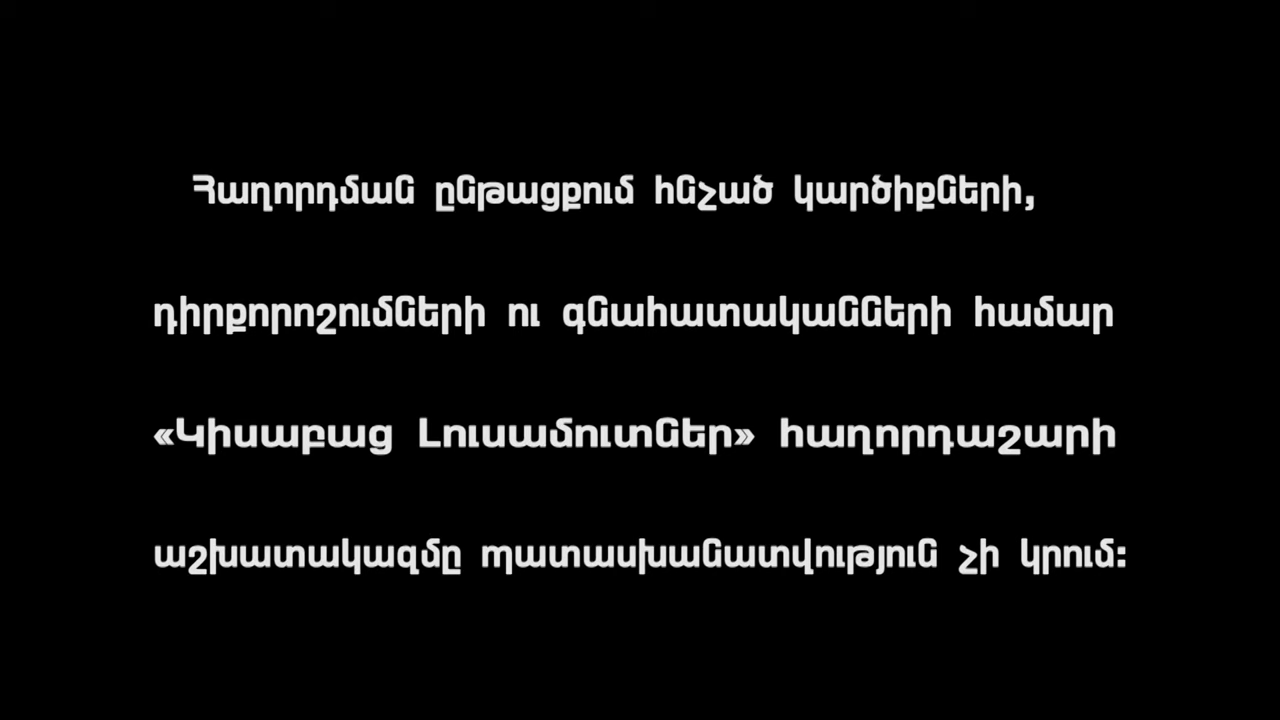 Հաղորդման ընթացքում հնչած կարծիքների,
դիրքորոշումների ու գնահատականների համար
«Կիսաբաց Լուսամուտներ» հաղորդաշարի
աշխատակազմը պատասխանատվություն չի կրում: